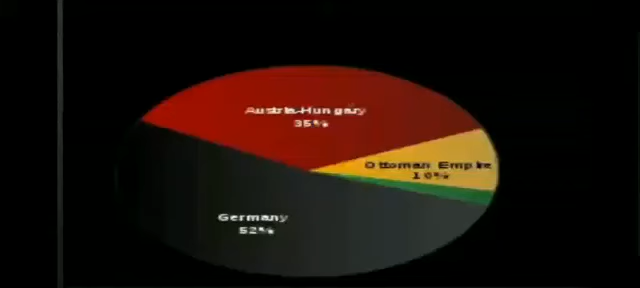 Austria-Hungary
35%
Ottoman Empire
10%
Germany
52%